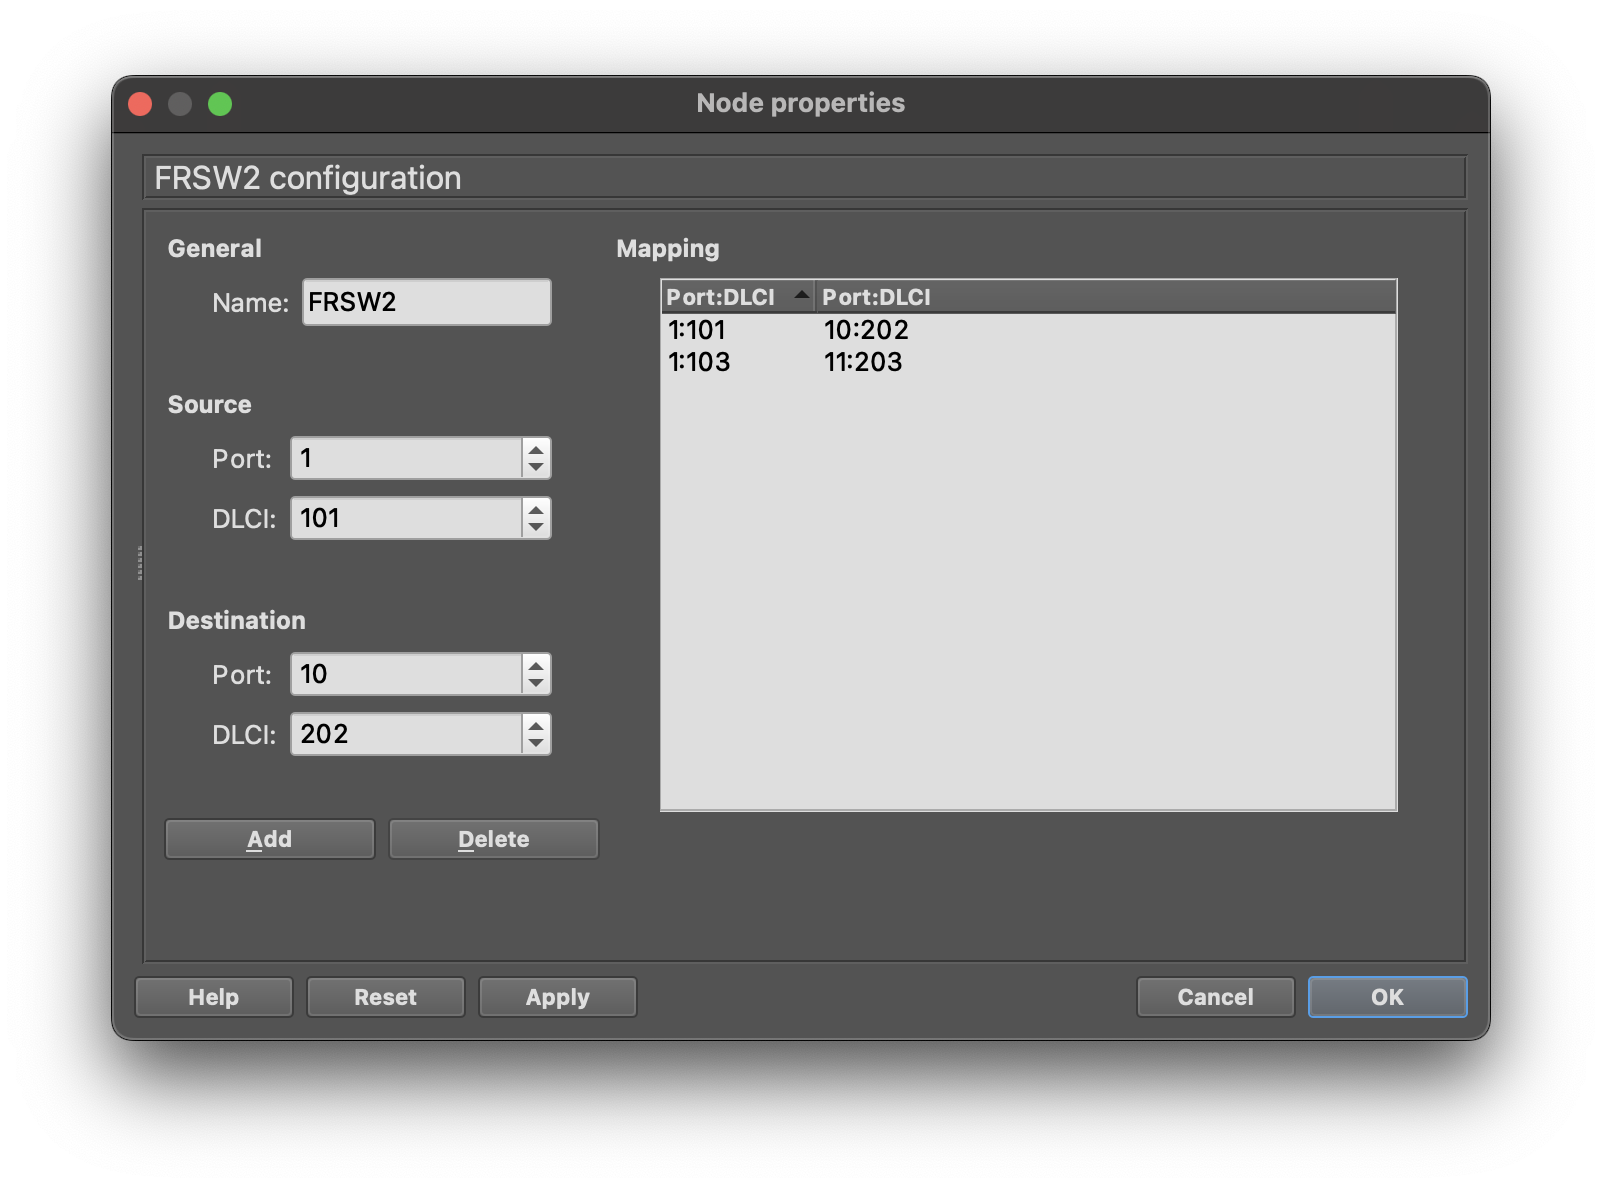 Node properties
FRSW2 configuration
General
Name: FRSW2
Source
Port: 1
DLCI: 101
Destination
Port: 10
DLCI: 202
Add Delete
Mapping
Port:DLCI Port:DLCI
1:101 10:202
1:103 11:203
Help Reset Apply Cancel OK